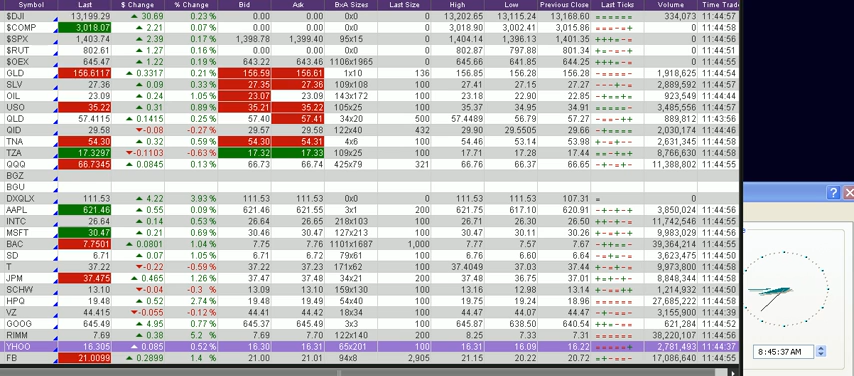 Symbol Last $ Change % Change Bid Ask BxA Sizes Last Size High Low Previous Close Last Ticks Volume Time Trade
$DJI 13,199.29 30.69 0.23 % 0.00 0.00 0x0 0 13,202.65 13,115.24 13,168.60 ====== 334,073 11:44:57
$COMP 3,018.07 2.21 0.07 % 0.00 0.00 0x0 0 3,018.90 3,002.41 3,015.86 0 11:44:56
$SPX 1,403.74 2.39 0.17 % 1,398.78 1,399.40 95x15 0 1,404.14 1,396.13 1,401.35 0 11:44:56
$RUT 802.61 1.27 0.16 % 0.00 0.00 0x0 0 802.87 797.88 801.34 0 11:44:51
$OEX 645.47 1.22 0.19 % 643.22 643.46 1106x1965 0 645.66 641.85 644.25 0 11:44:55
GLD 156.6117 0.3317 0.21 % 156.59 156.61 1x10 136 156.85 156.28 156.28 1,918,625 11:44:54
SLV 27.36 0.09 0.33 % 27.35 27.36 109x108 100 27.41 27.15 27.27 2,889,592 11:44:57
OIL 23.09 0.24 1.05 % 23.07 23.09 143x172 100 23.18 22.90 22.85 923,549 11:44:44
USO 35.22 0.31 0.89 % 35.21 35.22 105x25 100 35.37 34.95 34.91 3,485,556 11:44:57
QLD 57.4115 0.1425 0.25 % 57.40 57.41 34x20 500 57.4489 56.79 57.27 889,812 11:43:56
QID 29.58 -0.08 -0.27 % 29.57 29.58 122x40 432 29.90 29.5505 29.66 2,030,174 11:44:46
TNA 54.30 0.32 0.59 % 54.30 54.31 4x6 100 54.46 53.14 53.98 2,631,345 11:44:58
TZA 17.3297 -0.1103 -0.63 % 17.32 17.33 109x25 100 17.71 17.28 17.44 8,766,630 11:44:58
QQQ 66.7345 0.0845 0.13 % 66.73 66.74 425x797 321 66.76 66.37 66.65 11,388,802 11:44:55
BGZ
BGU
DXQLX 111.53 4.22 3.93 % 111.53 111.53 0x0 111.53 111.53 107.31 = 0
AAPL 621.46 0.55 0.09 % 621.46 621.55 3x1 200 621.75 617.10 620.91 3,850,024 11:44:56
INTC 26.64 0.14 0.53 % 26.64 26.65 218x103 100 26.71 26.30 26.50 11,742,546 11:44:55
MSFT 30.47 0.21 0.69 % 30.46 30.47 127x213 100 30.47 30.11 30.26 9,983,029 11:44:56
BAC 7.7501 0.0801 1.04 % 7.75 7.76 1101x1687 1,000 7.77 7.57 7.67 39,364,214 11:44:55
SD 6.71 0.07 1.05 % 6.72 6.72 79x61 100 6.76 6.60 6.64 3,623,475 11:44:50
T 37.22 -0.22 -0.59 % 37.22 37.23 171x62 100 37.4049 37.03 37.44 9,973,800 11:44:58
JPM 37.475 0.465 1.26 % 37.47 37.48 34x21 200 37.48 36.75 37.01 8,848,344 11:44:58
SCHW 13.10 -0.04 -0.3 % 13.09 13.10 159x130 100 13.16 12.98 13.14 1,214,932 11:44:50
HPQ 19.48 0.52 2.74 % 19.48 19.49 54x40 100 19.75 19.24 18.96 ====== 27,685,222 11:44:58
VZ 44.415 -0.055 -0.12 % 44.41 44.42 18x34 100 44.47 44.07 44.47 3,155,900 11:44:39
GOOG 645.49 4.95 0.77 % 645.37 645.49 3x3 100 645.87 638.50 640.54 621,284 11:44:52
RIMM 7.69 0.38 5.2 % 7.69 7.70 122x140 200 8.25 7.33 7.31 38,220,107 11:44:56
YHOO 16.305 0.085 0.52 % 16.30 16.31 65x201 100 16.31 16.09 16.22 2,781,493 11:44:37
FB 21.0099 0.2899 1.4 % 21.00 21.01 94x8 2,905 21.15 20.22 20.72 17,086,640 11:44:55
8:45:37 AM